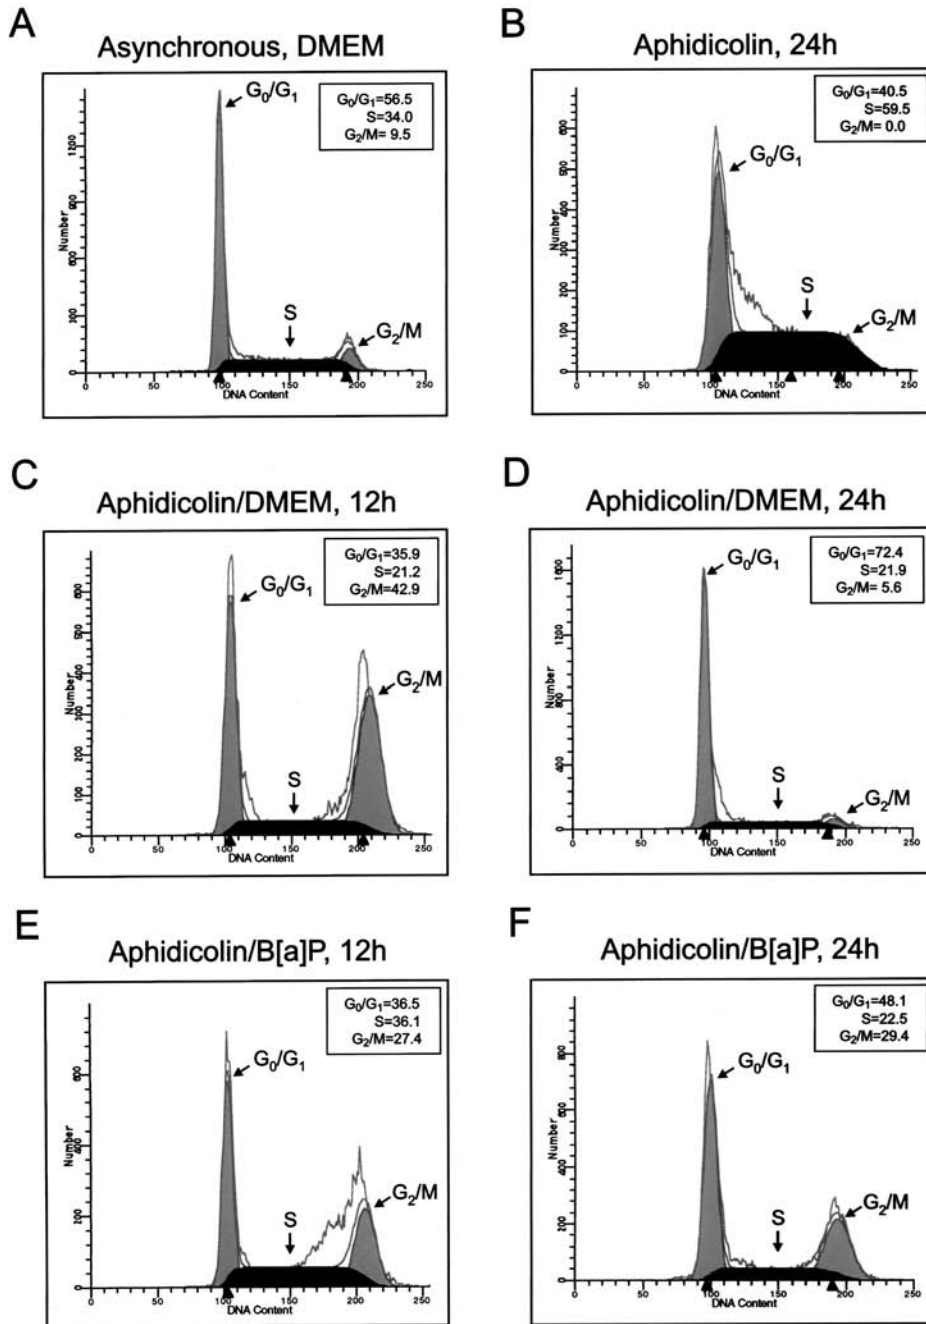 A
Asynchronous, DMEM
G0/G1
G0/G1=56.5
S=34.0
G2/M= 9.5
Number
S
G2/M
0 50 100 150 200 250
DNA Content
B
Aphidicolin, 24h
G0/G1=40.5
S=59.5
G2/M= 0.0
G0/G1
Number
S
G2/M
0 50 100 150 200 250
DNA Content
C
Aphidicolin/DMEM, 12h
G0/G1=35.9
S=21.2
G2/M=42.9
G0/G1
Number
G2/M
S
0 50 100 150 200 250
DNA Content
D
Aphidicolin/DMEM, 24h
G0/G1
G0/G1=72.4
S=21.9
G2/M= 5.6
Number
S
G2/M
0 50 100 150 200 250
DNA Content
E
Aphidicolin/B[a]P, 12h
G0/G1=36.5
S=36.1
G2/M=27.4
G0/G1
Number
G2/M
S
0 50 100 150 200 250
DNA Content
F
Aphidicolin/B[a]P, 24h
G0/G1=48.1
S=22.5
G2/M=29.4
G0/G1
Number
G2/M
S
0 50 100 150 200 250
DNA Content